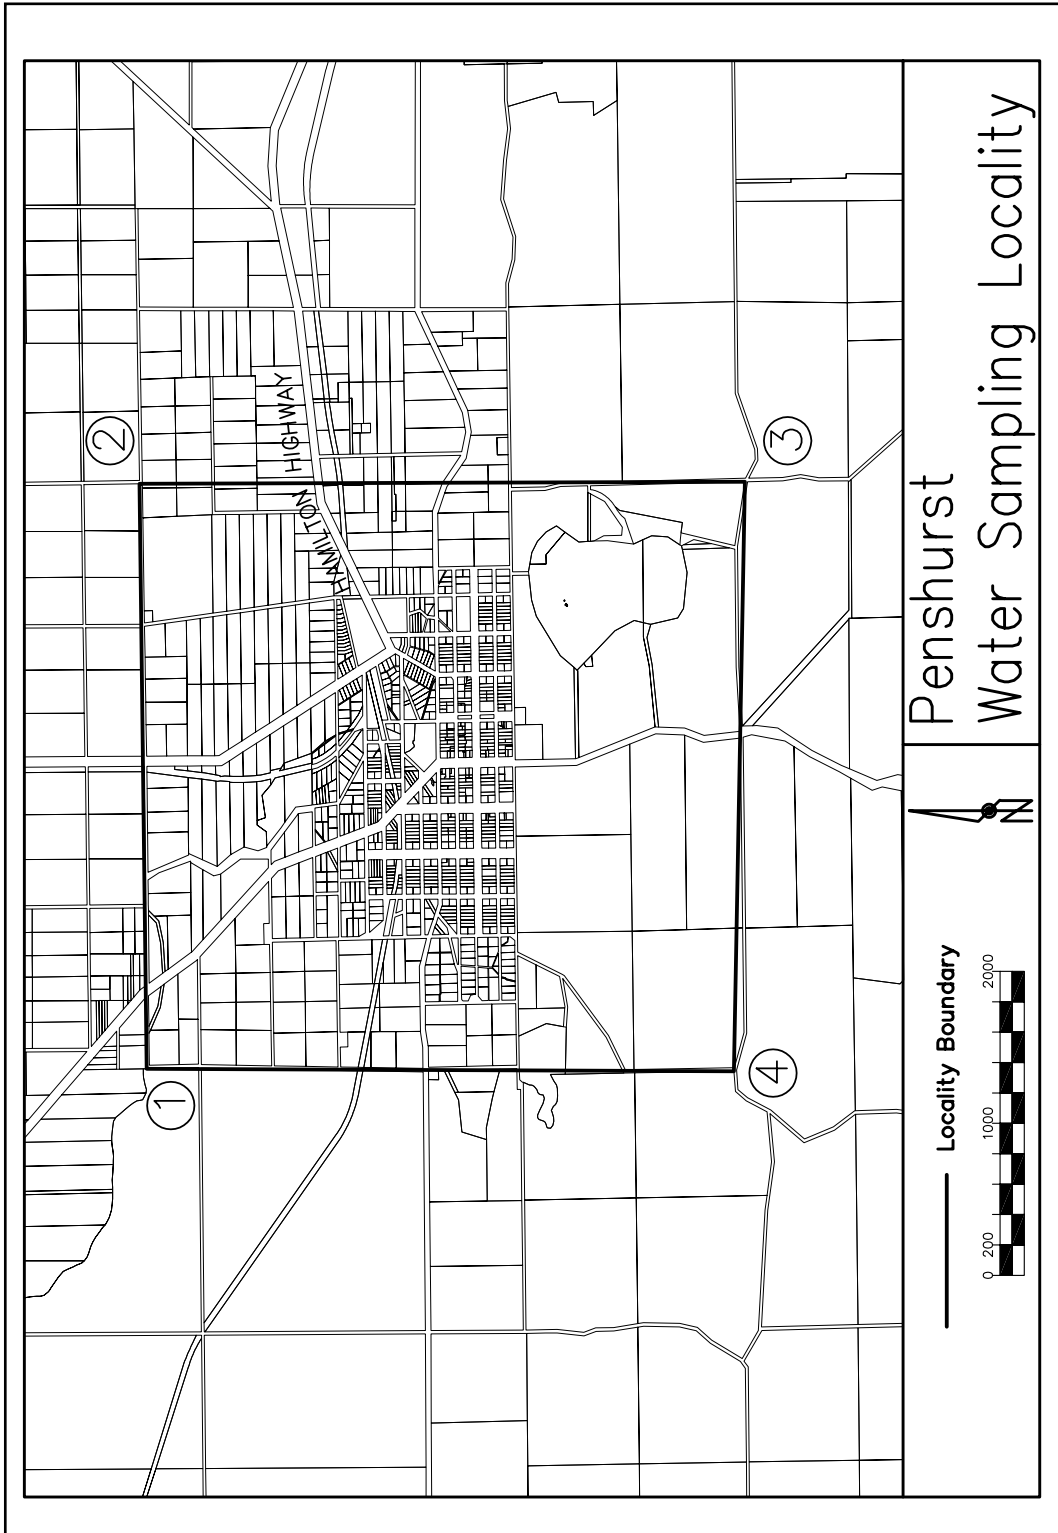 Penshurst
Water Sampling Locality
HAMILTON HIGHWAY
1
2
3
4
N
Locality Boundary
0 200 1000 2000